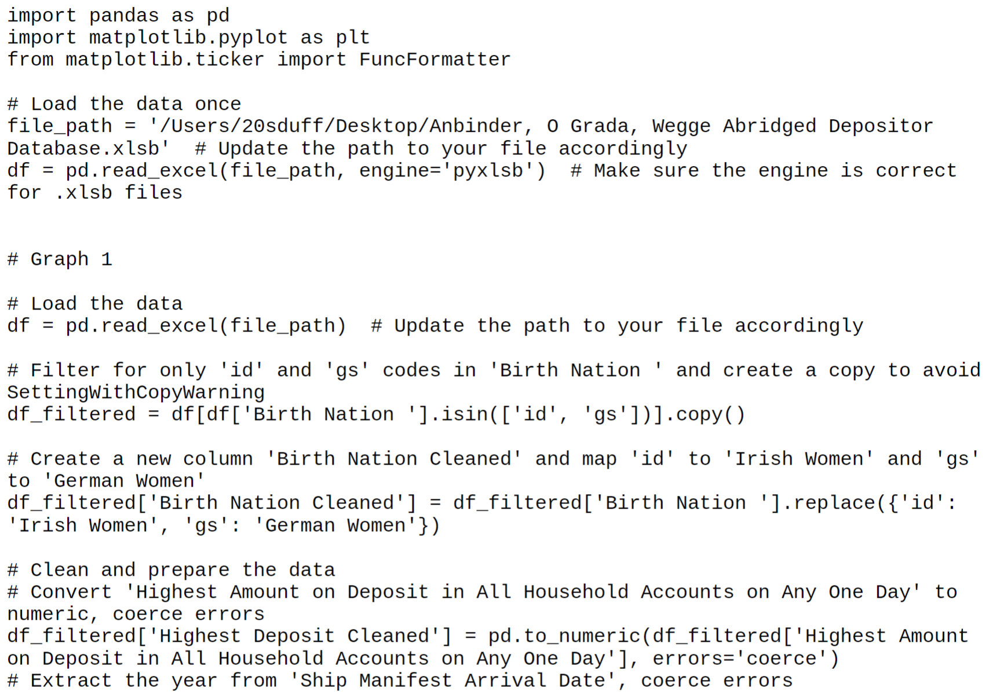 import pandas as pd
import matplotlib.pyplot as plt
from matplotlib.ticker import FuncFormatter
# Load the data once
file_path = '/Users/20sduff/Desktop/Anbinder, O Grada, Wegge Abridged Depositor
Database.xlsb'  # Update the path to your file accordingly
df = pd.read_excel(file_path, engine='pyxlsb')  # Make sure the engine is correct
for .xlsb files
# Graph 1
# Load the data
df = pd.read_excel(file_path)  # Update the path to your file accordingly
# Filter for only 'id' and 'gs' codes in 'Birth Nation ' and create a copy to avoid
SettingWithCopyWarning
df_filtered = df[df['Birth Nation '].isin(['id', 'gs'])].copy()
# Create a new column 'Birth Nation Cleaned' and map 'id' to 'Irish Women' and 'gs'
to 'German Women'
df_filtered['Birth Nation Cleaned'] = df_filtered['Birth Nation '].replace({'id':
'Irish Women', 'gs': 'German Women'})
# Clean and prepare the data
# Convert 'Highest Amount on Deposit in All Household Accounts on Any One Day' to
numeric, coerce errors
df_filtered['Highest Deposit Cleaned'] = pd.to_numeric(df_filtered['Highest Amount
on Deposit in All Household Accounts on Any One Day'], errors='coerce')
# Extract the year from 'Ship Manifest Arrival Date', coerce errors